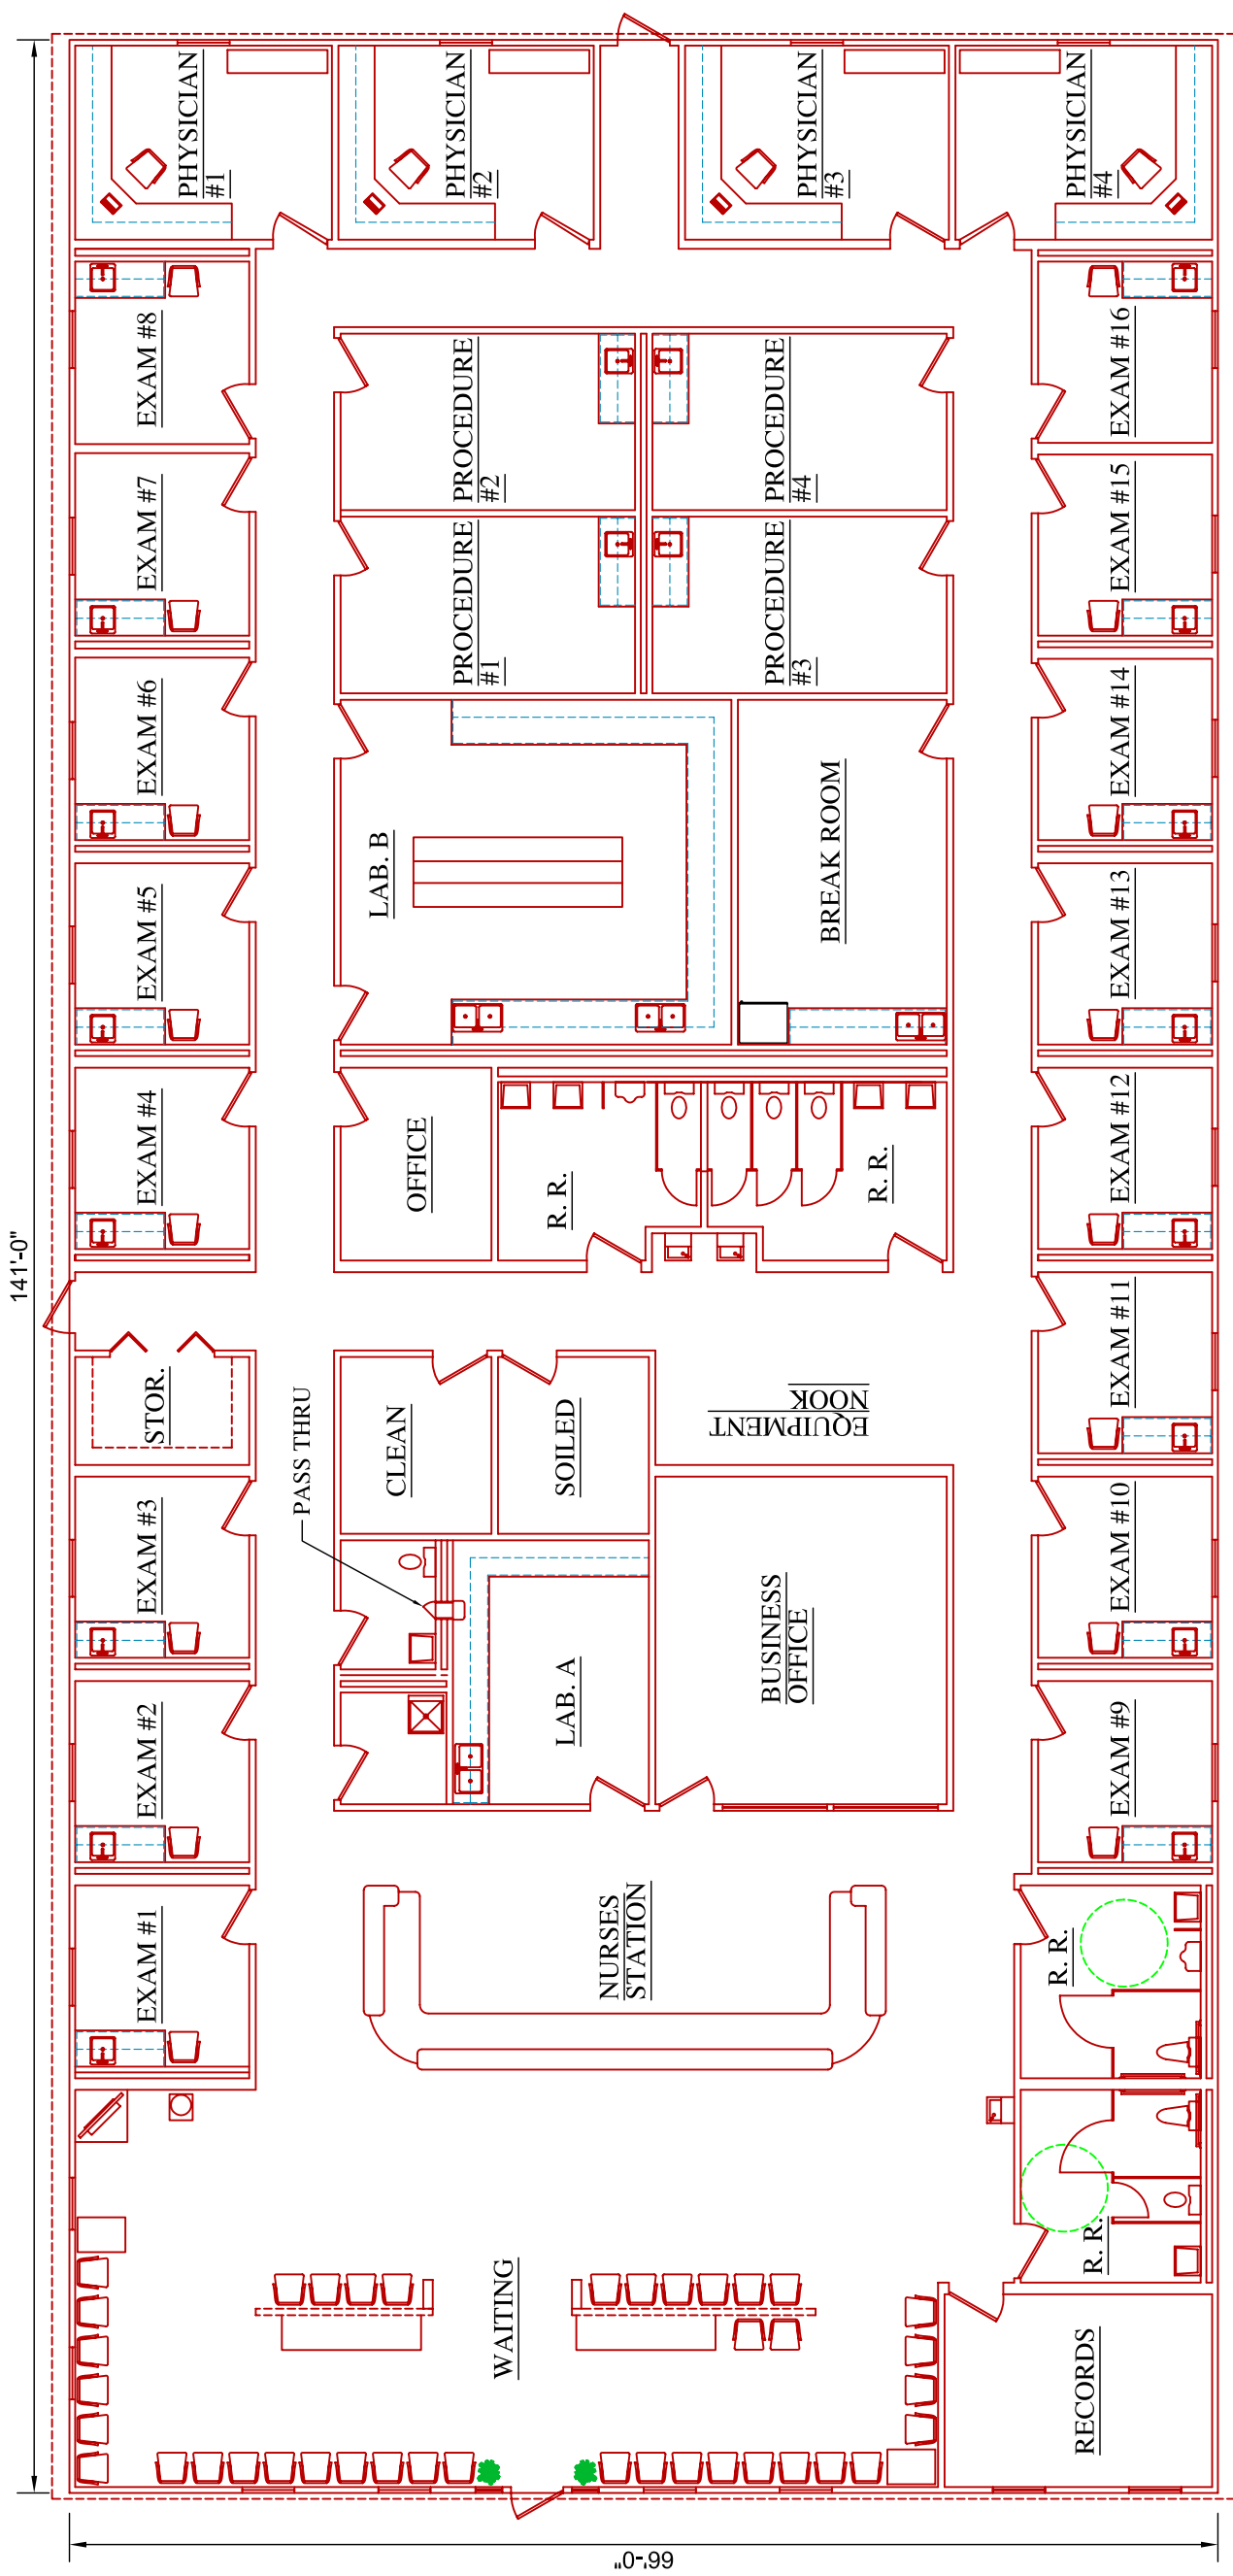 PHYSICIAN
#1
PHYSICIAN
#2
PHYSICIAN
#3
PHYSICIAN
#4
EXAM #8
EXAM #16
PROCEDURE
#2
PROCEDURE
#4
EXAM #7
EXAM #15
PROCEDURE
#1
PROCEDURE
#3
EXAM #6
EXAM #14
LAB. B
BREAK ROOM
EXAM #5
EXAM #13
EXAM #4
OFFICE
R. R.
R. R.
EXAM #12
141'-0"
STOR.
EXAM #11
PASS THRU
CLEAN
SOILED
EQUIPMENT
NOOK
EXAM #3
EXAM #10
LAB. A
BUSINESS
OFFICE
EXAM #2
EXAM #9
EXAM #1
NURSES
STATION
R. R.
R. R.
WAITING
RECORDS
66'-0"